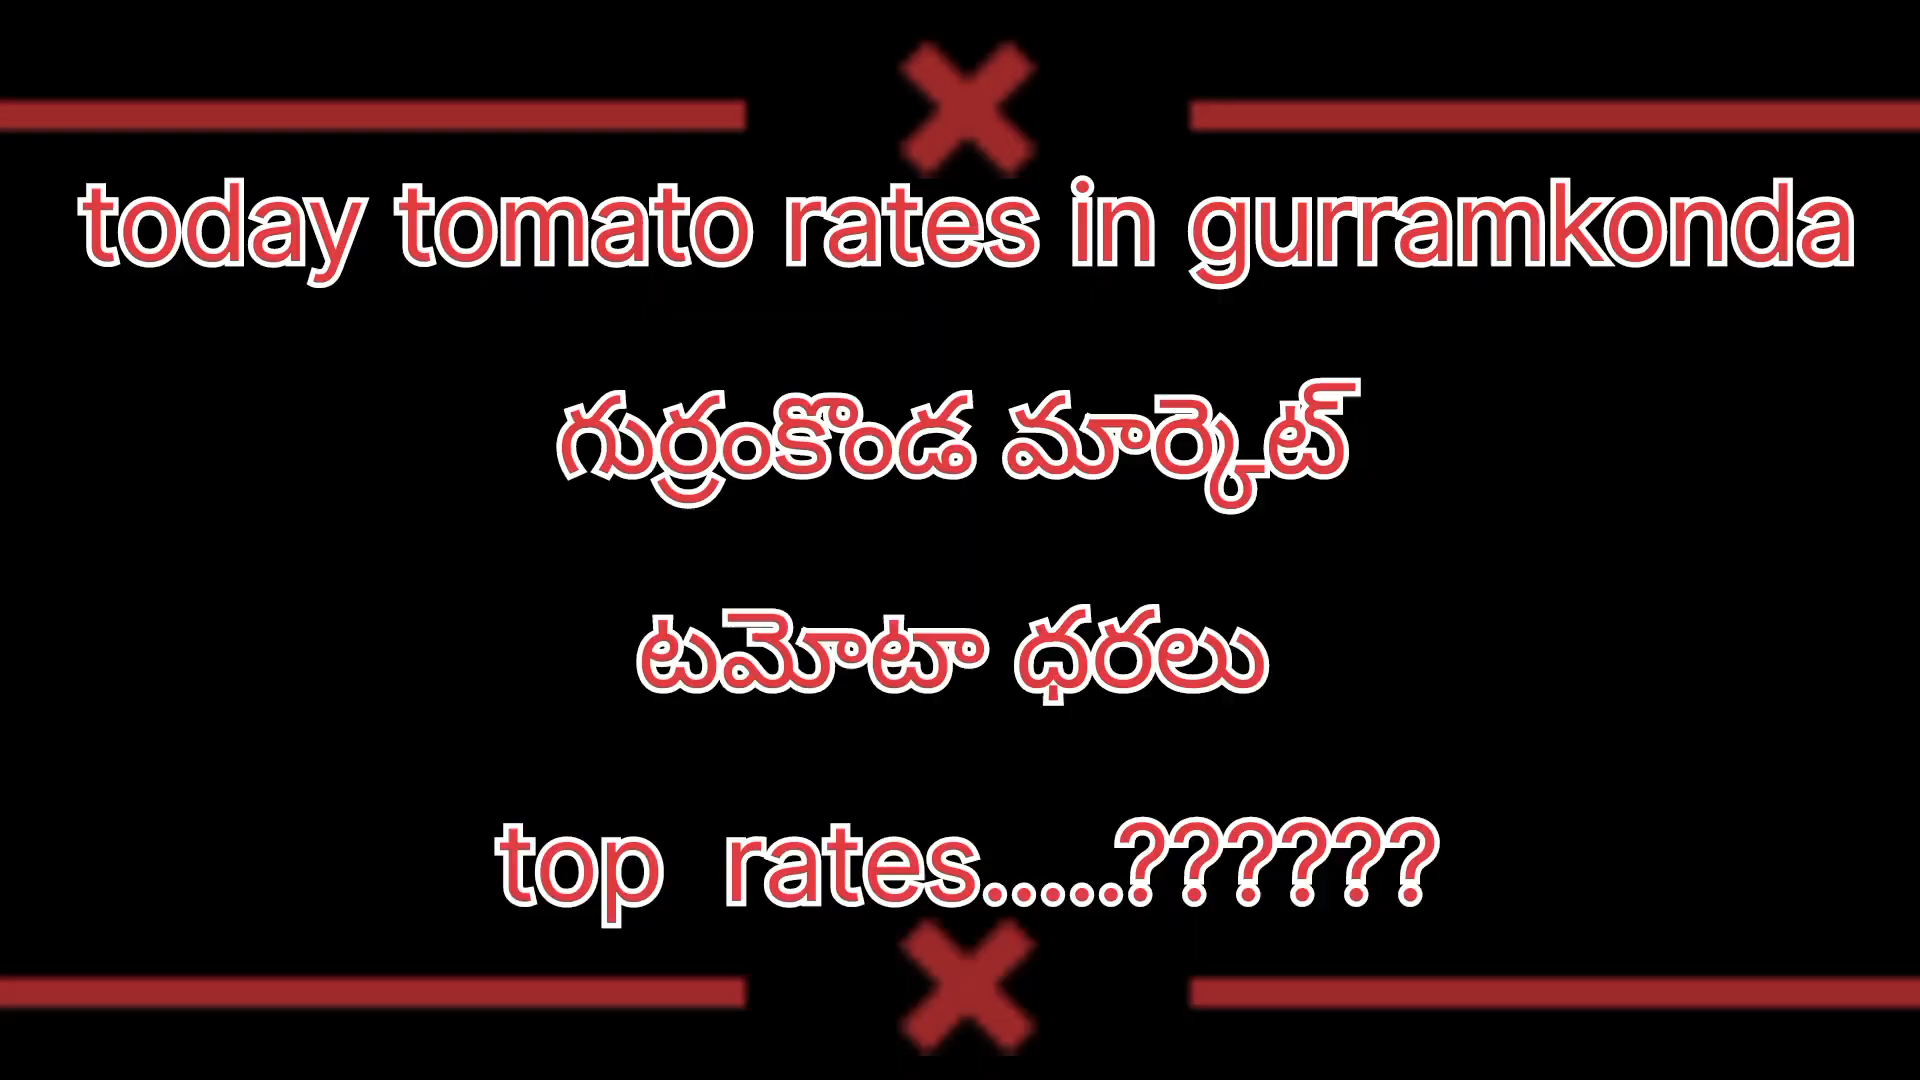 today tomato rates in gurramkonda
గుర్రంకొండ మార్కెట్
టమోటా ధరలు
top  rates.....??????